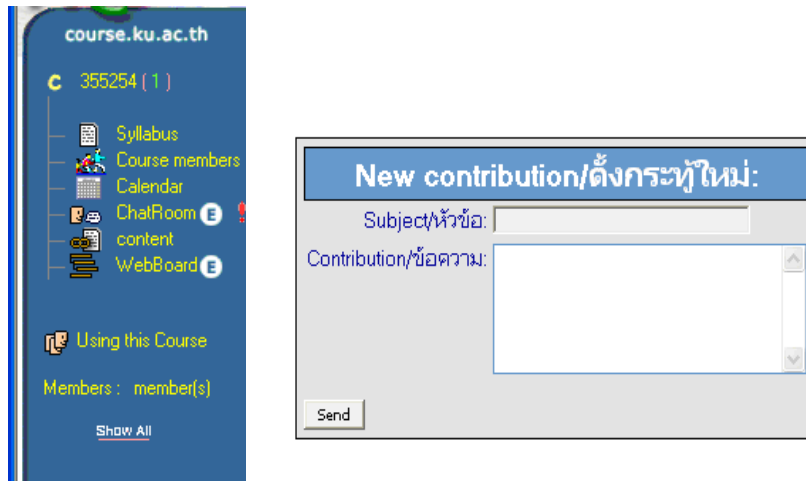 course.ku.ac.th
C 355254 ( 1 )
Syllabus
Course members
Calendar
ChatRoom E
content
WebBoard E
Using this Course
Members : member(s)
Show All
New contribution/ตั้งกระทู้ใหม่:
Subject/หัวข้อ:
Contribution/ข้อความ:
Send